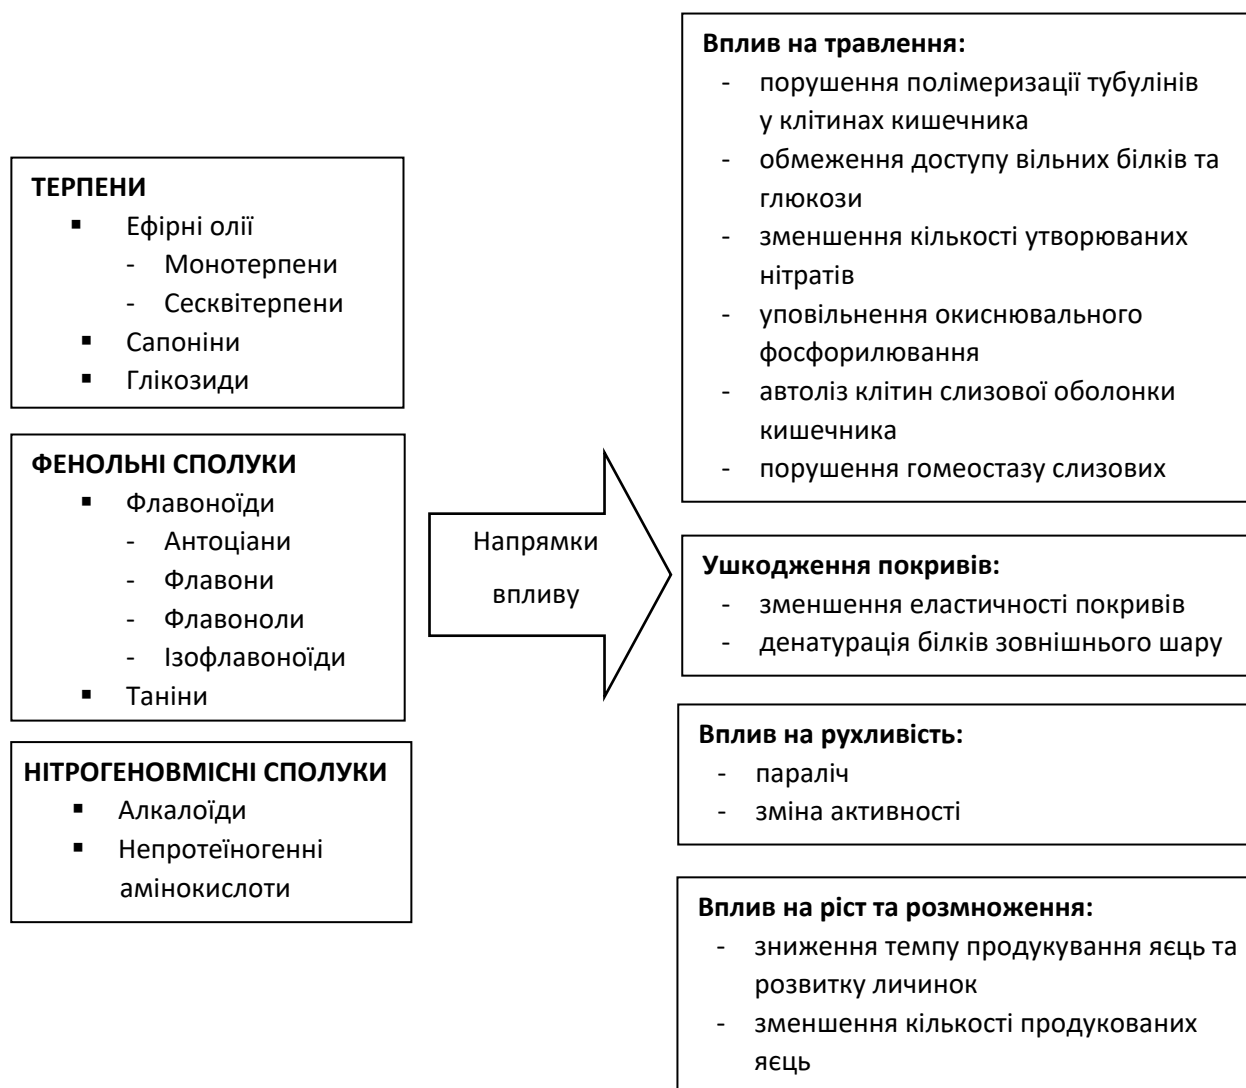 ТЕРПЕНИ
▪ Ефірні олії
- Монотерпени
- Сесквітерпени
▪ Сапоніни
▪ Глікозиди
ФЕНОЛЬНІ СПОЛУКИ
▪ Флавоноїди
- Антоціани
- Флавони
- Флавоноли
- Ізофлавоноїди
▪ Таніни
НІТРОГЕНОВМІСНІ СПОЛУКИ
▪ Алкалоїди
▪ Непротеїногенні
амінокислоти
Напрямки
впливу
Вплив на травлення:
- порушення полімеризації тубулінів
у клітинах кишечника
- обмеження доступу вільних білків та
глюкози
- зменшення кількості утворюваних
нітратів
- уповільнення окиснювального
фосфорилювання
- автоліз клітин слизової оболонки
кишечника
- порушення гомеостазу слизових
Ушкодження покривів:
- зменшення еластичності покривів
- денатурація білків зовнішнього шару
Вплив на рухливість:
- параліч
- зміна активності
Вплив на ріст та розмноження:
- зниження темпу продукування яєць та
розвитку личинок
- зменшення кількості продукованих
яєць